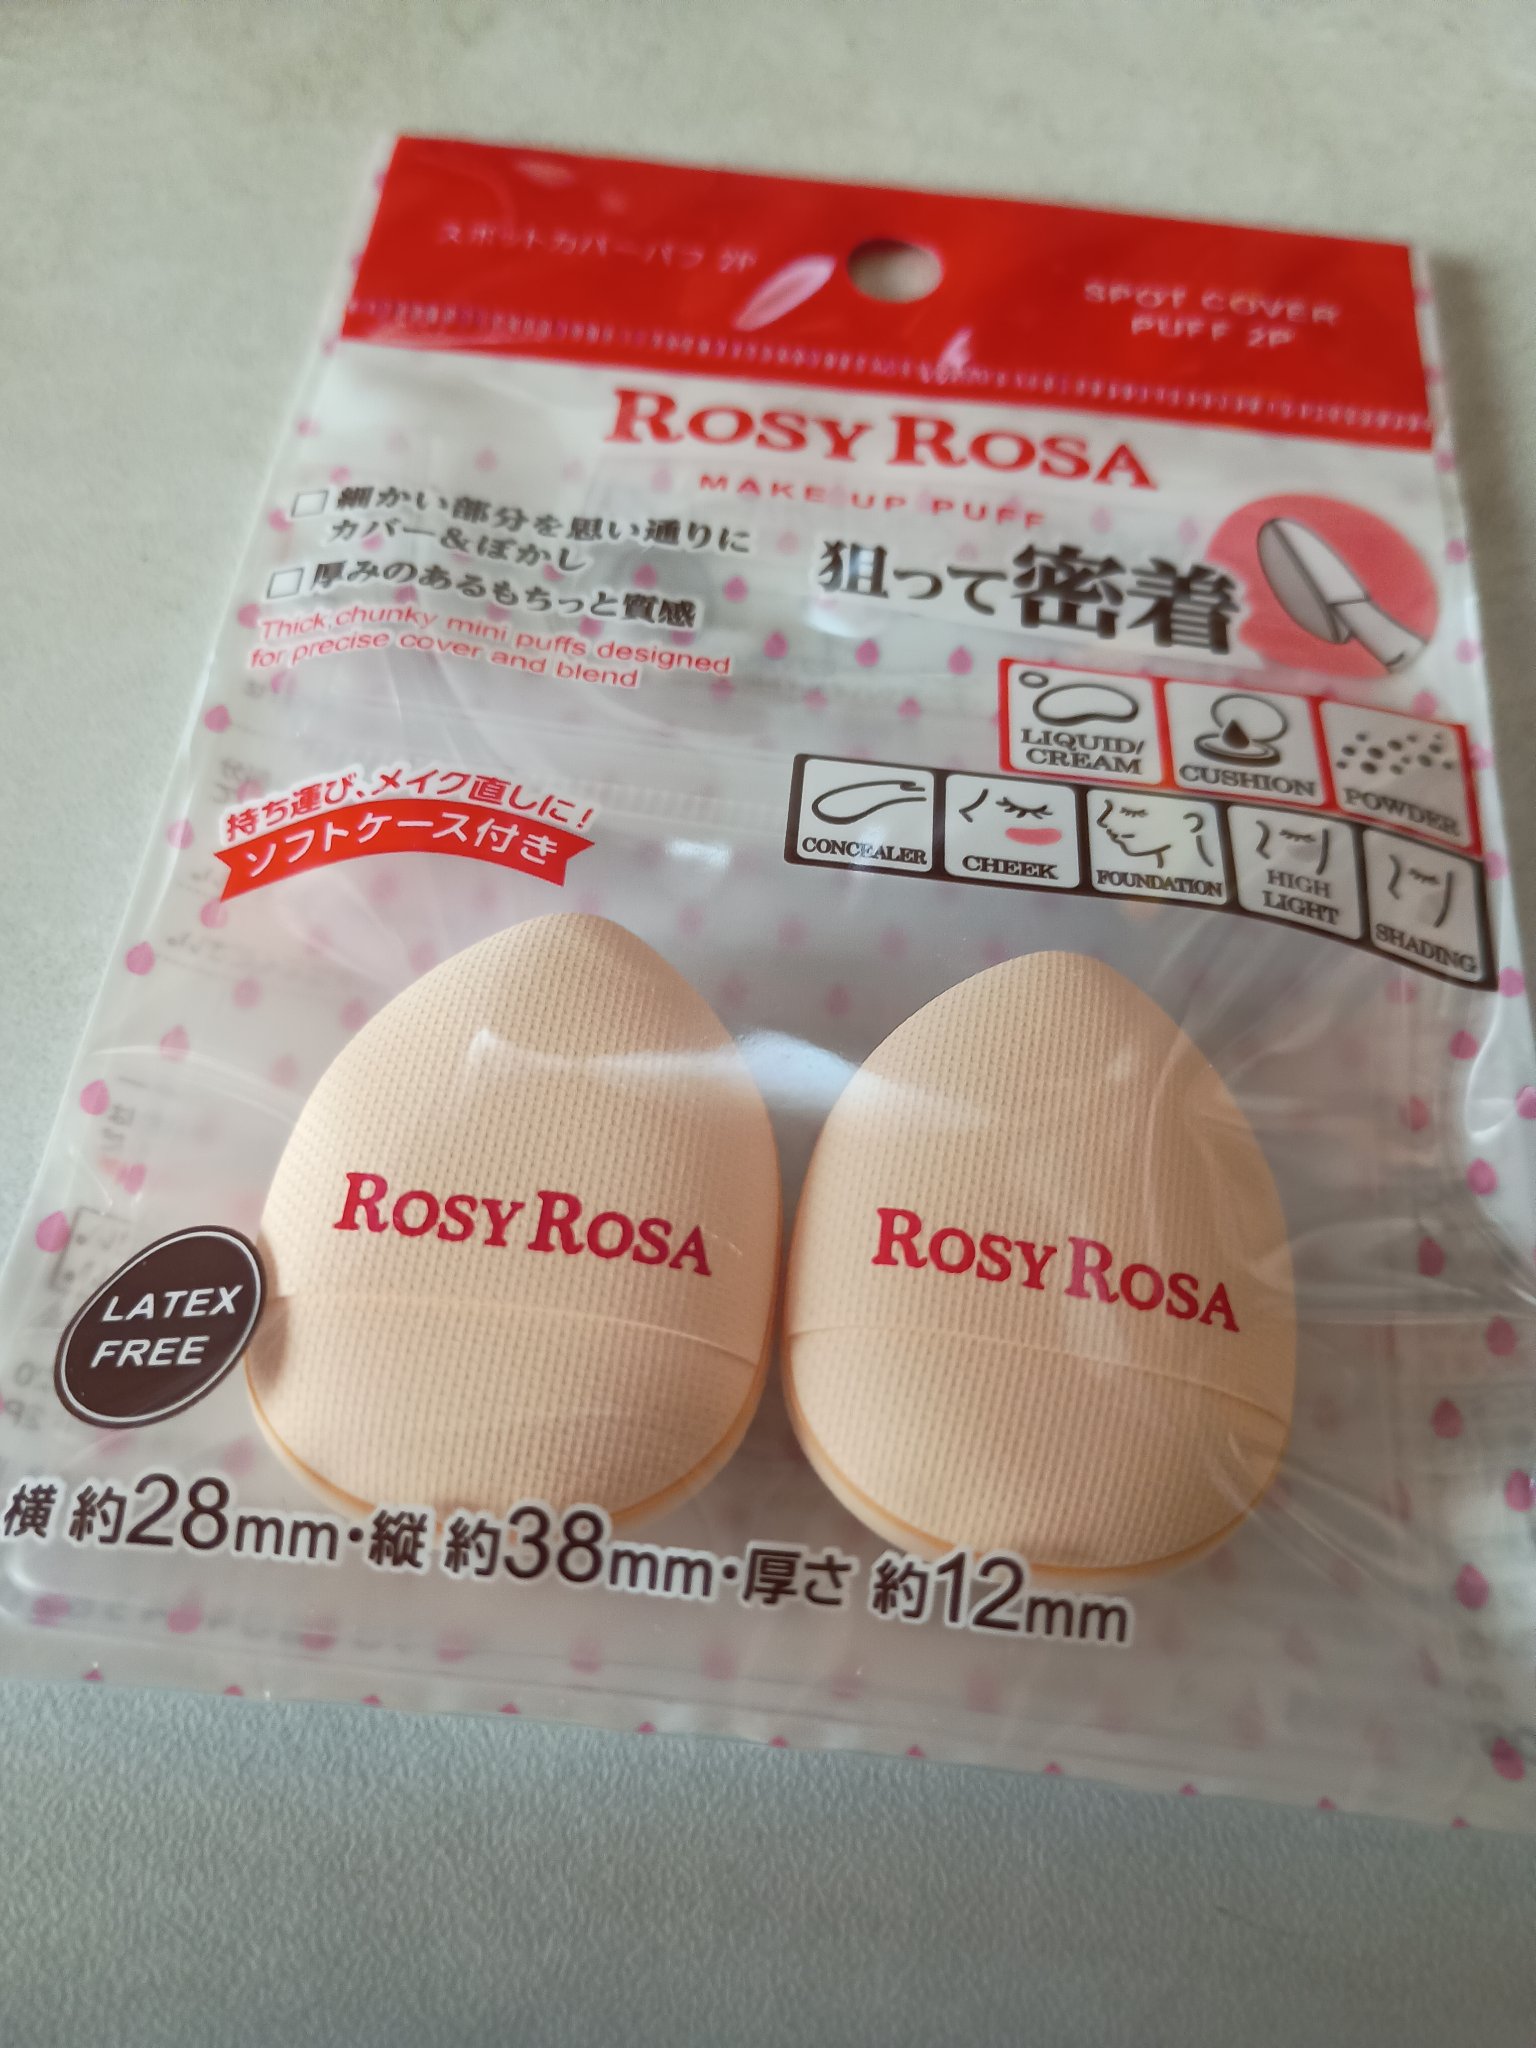 スポットカバーパフ 2P
SPOT COVER
PUFF 2P
ROSY ROSA
MAKE UP PUFF
□ 細かい部分を思い通りに
カバー&ぼかし
□ 厚みのあるもちっと質感
Thick, chunky mini puffs designed
for precise cover and blend
狙って密着
LIQUID/
CREAM
CUSHION
POWDER
CONCEALER
CHEEK
FOUNDATION
HIGH
LIGHT
SHADING
持ち運び、メイク直しに!
ソフトケース付き
ROSY ROSA
ROSY ROSA
LATEX
FREE
横 約28mm・縦 約38mm・厚さ 約12mm